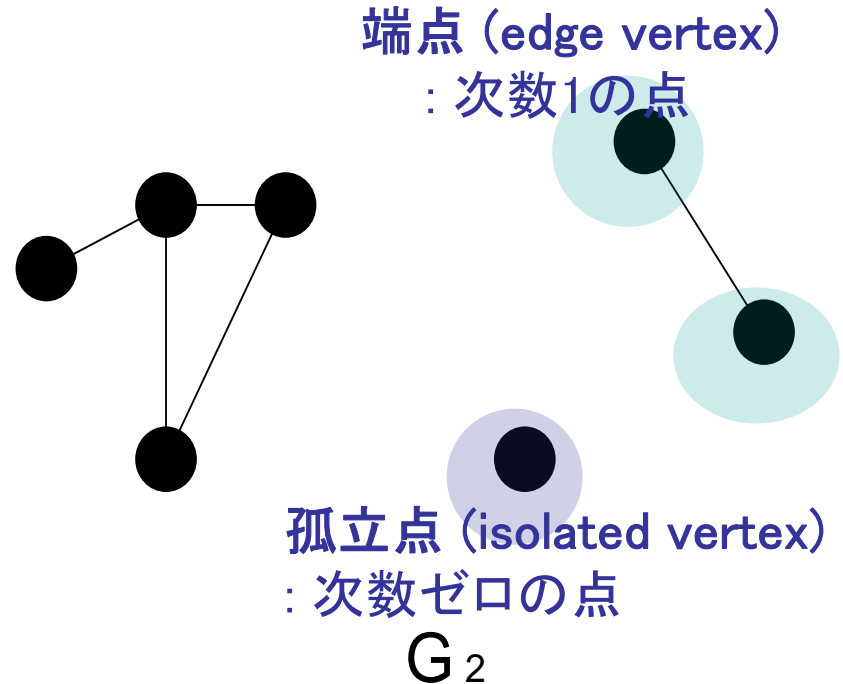 端点 (edge vertex)
: 次数1の点
孤立点 (isolated vertex)
: 次数ゼロの点
G 2